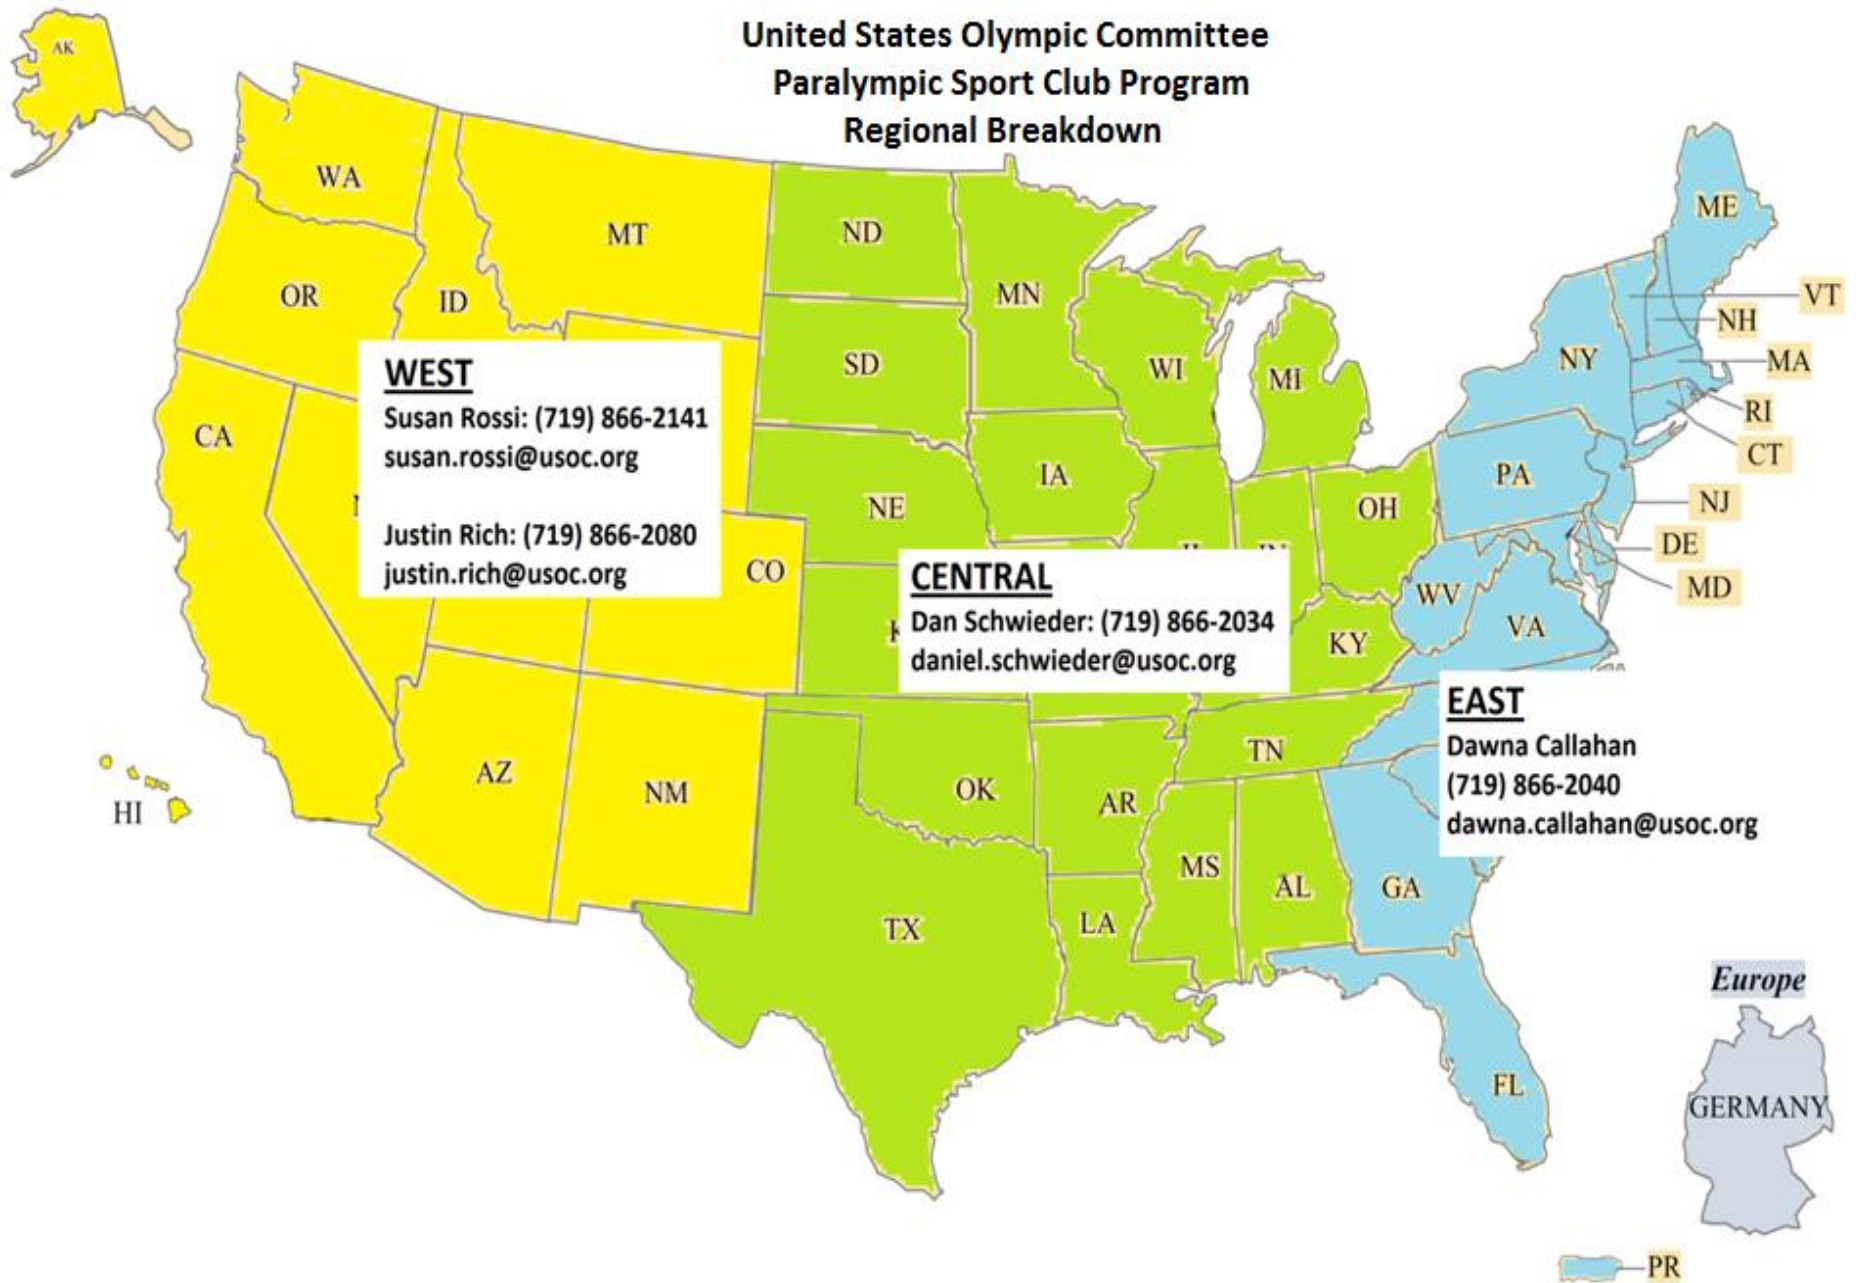 United States Olympic Committee
Paralympic Sport Club Program
Regional Breakdown
AK
WA
MT
ND
MN
ME
OR
ID
SD
WI
MI
NY
VT
NH
MA
RI
CT
NJ
DE
MD
CA
WEST
Susan Rossi: (719) 866-2141
susan.rossi@usoc.org
Justin Rich: (719) 866-2080
justin.rich@usoc.org
CO
NE
IA
OH
PA
WV
VA
KY
CENTRAL
Dan Schwieder: (719) 866-2034
daniel.schwieder@usoc.org
EAST
Dawna Callahan
(719) 866-2040
dawna.callahan@usoc.org
HI
AZ
NM
OK
AR
TN
TX
LA
MS
AL
GA
FL
Europe
GERMANY
PR